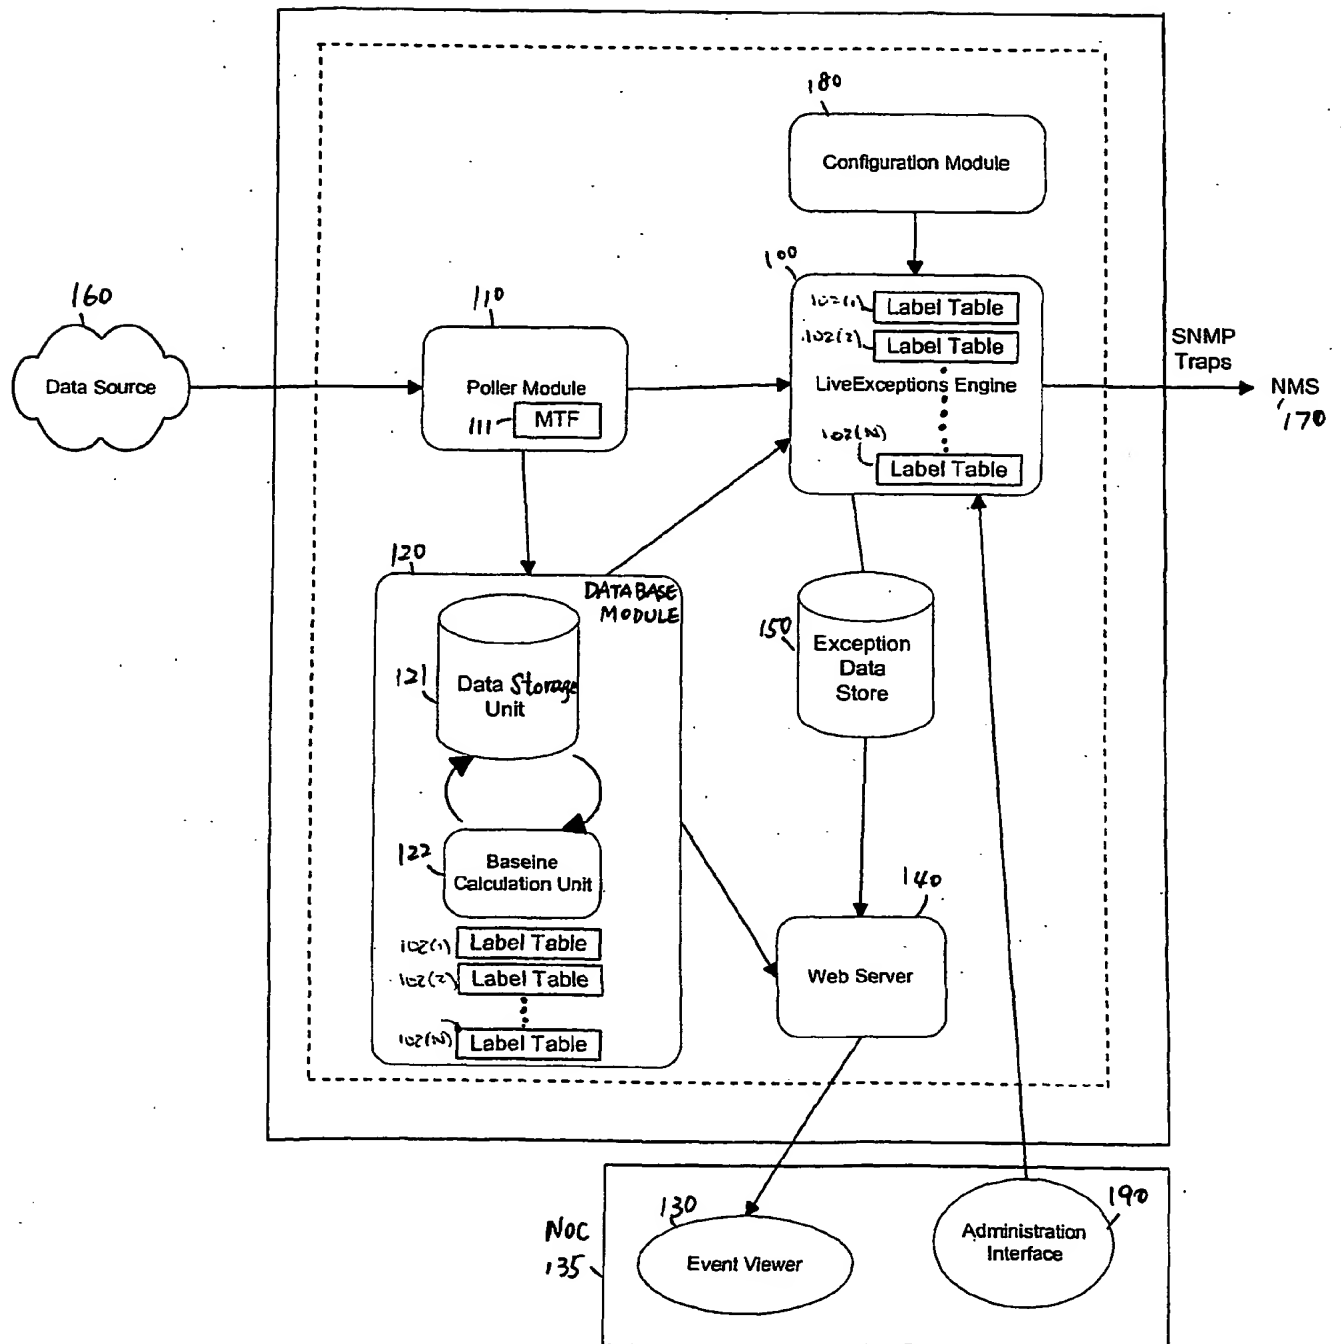 180
Configuration Module
100
102(1) Label Table
102(2) Label Table
LiveExceptions Engine
102(N)
Label Table
160
Data Source
110
Poller Module
111 MTF
SNMP
Traps
NMS
170
120
DATABASE
MODULE
121
Data Storage
Unit
122
Baseine
Calculation Unit
102(1) Label Table
102(2) Label Table
102(N) Label Table
150
Exception
Data
Store
140
Web Server
NOC
135
130
Event Viewer
190
Administration
Interface